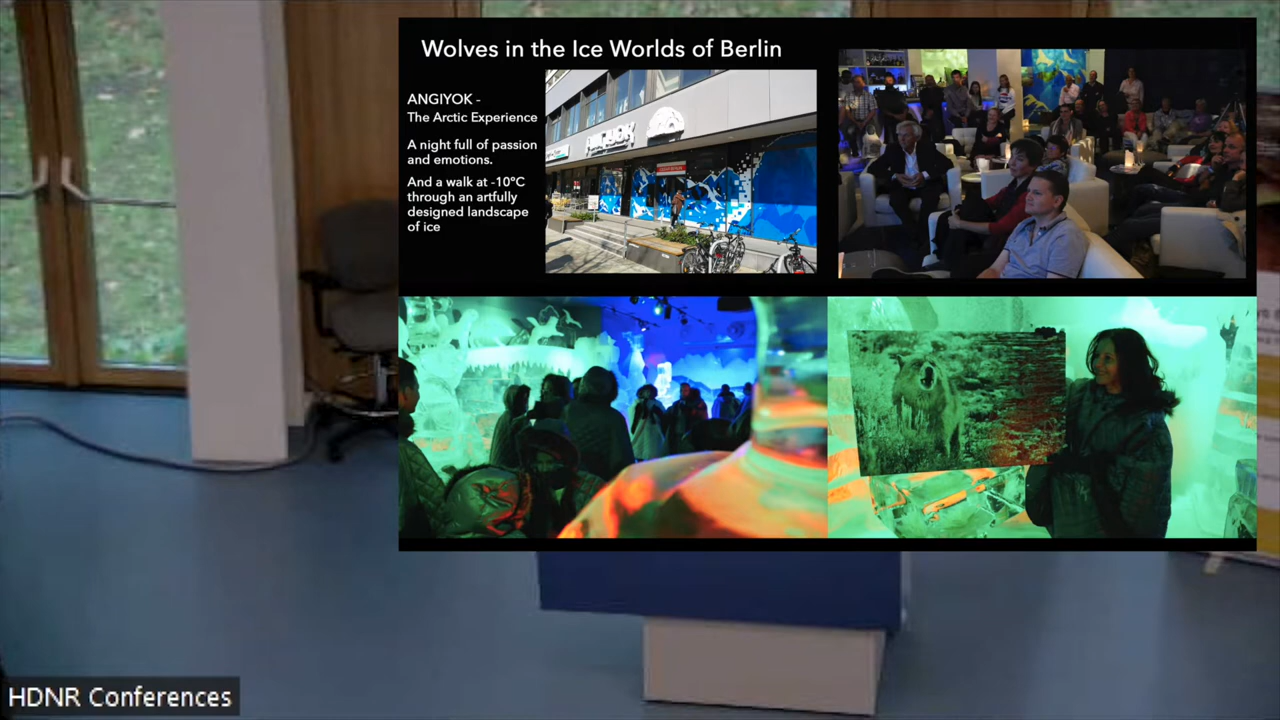 Wolves in the Ice Worlds of Berlin
ANGIYOK -
The Arctic Experience
A night full of passion
and emotions.
And a walk at -10°C
through an artfully
designed landscape
of ice
ANGIYOK
HDNR Conferences